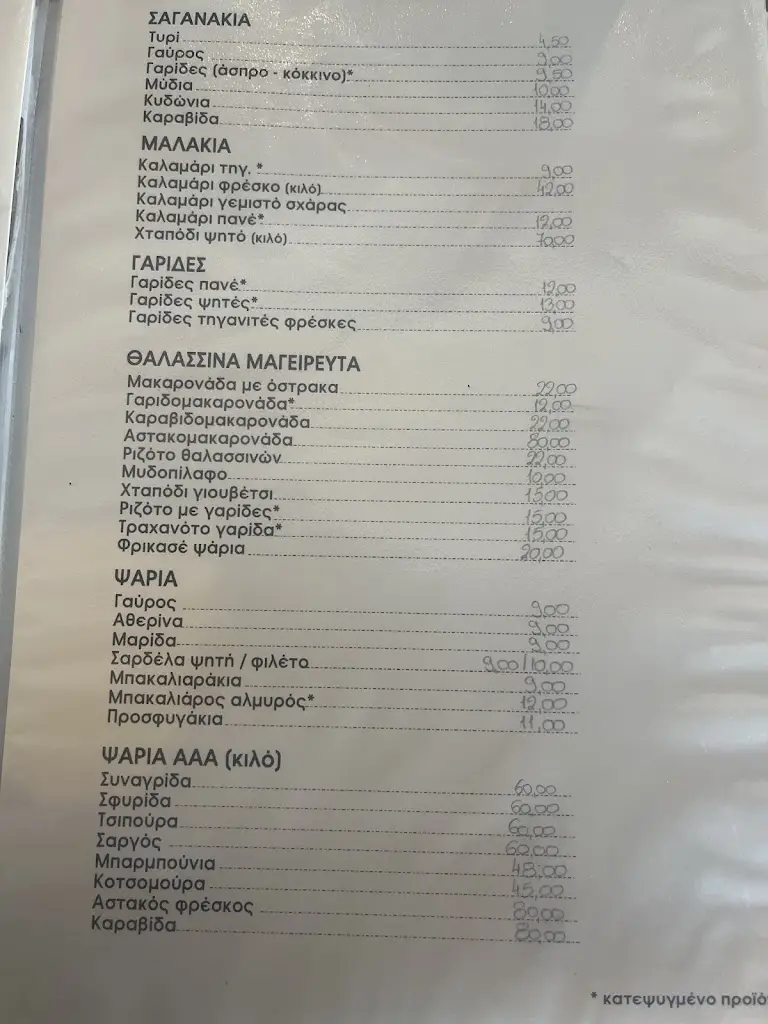 ΣΑΓΑΝΑΚΙΑ
Τυρί 4,50
Γαύρος 9,00
Γαρίδες (άσπρο - κόκκινο)* 9,50
Μύδια 10,00
Κυδώνια 14,00
Καραβίδα 18,00
ΜΑΛΑΚΙΑ
Καλαμάρι τηγ. * 9,00
Καλαμάρι φρέσκο (κιλό) 42,00
Καλαμάρι γεμιστό σχάρας
Καλαμάρι πανέ* 12,00
Χταπόδι ψητό (κιλό) 70,00
ΓΑΡΙΔΕΣ
Γαρίδες πανέ* 12,00
Γαρίδες ψητές* 13,00
Γαρίδες τηγανιτές φρέσκες 9,00
ΘΑΛΑΣΣΙΝΑ ΜΑΓΕΙΡΕΥΤΑ
Μακαρονάδα με όστρακα 22,00
Γαριδομακαρονάδα* 12,00
Καραβιδομακαρονάδα 22,00
Αστακομακαρονάδα 80,00
Ριζότο θαλασσινών 22,00
Μυδοπίλαφο 10,00
Χταπόδι γιουβέτσι 15,00
Ριζότο με γαρίδες* 15,00
Τραχανότο γαρίδα* 15,00
Φρικασέ ψάρια 20,00
ΨΑΡΙΑ
Γαύρος 9,00
Αθερίνα 9,00
Μαρίδα 9,00
Σαρδέλα ψητή / φιλέτο 9,00/10,00
Μπακαλιαράκια 9,00
Μπακαλιάρος αλμυρός* 12,00
Προσφυγάκια 11,00
ΨΑΡΙΑ ΑΑΑ (κιλό)
Συναγρίδα 60,00
Σφυρίδα 60,00
Τσιπούρα 60,00
Σαργός 60,00
Μπαρμπούνια 48,00
Κοτσομούρα 45,00
Αστακός φρέσκος 80,00
Καραβίδα 80,00
* κατεψυγμένο προϊό